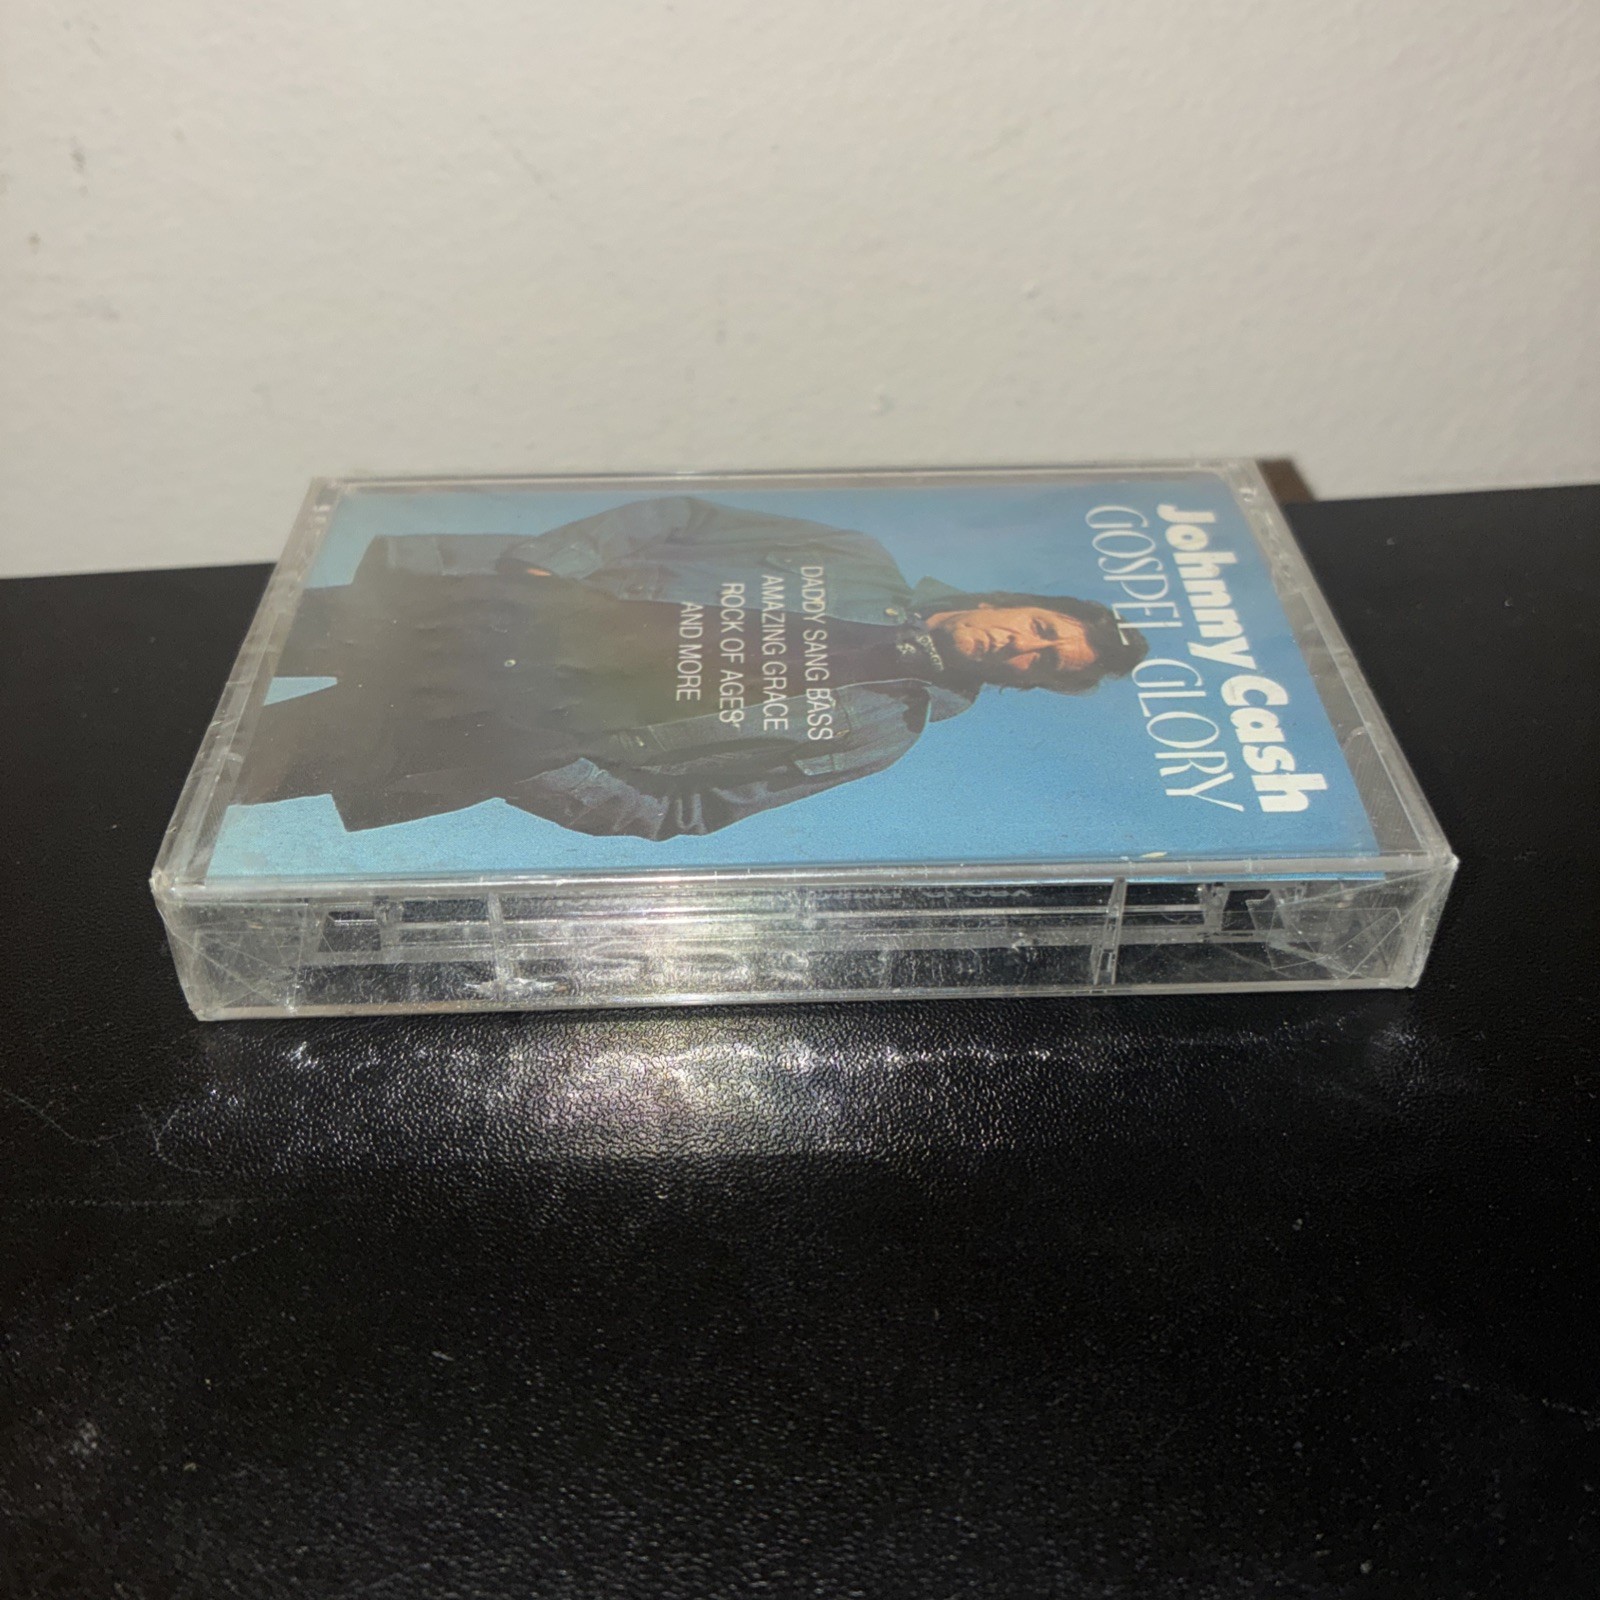 Johnny Cash
GOSPEL GLORY
DADDY SANG BASS
AMAZING GRACE
ROCK OF AGES
AND MORE